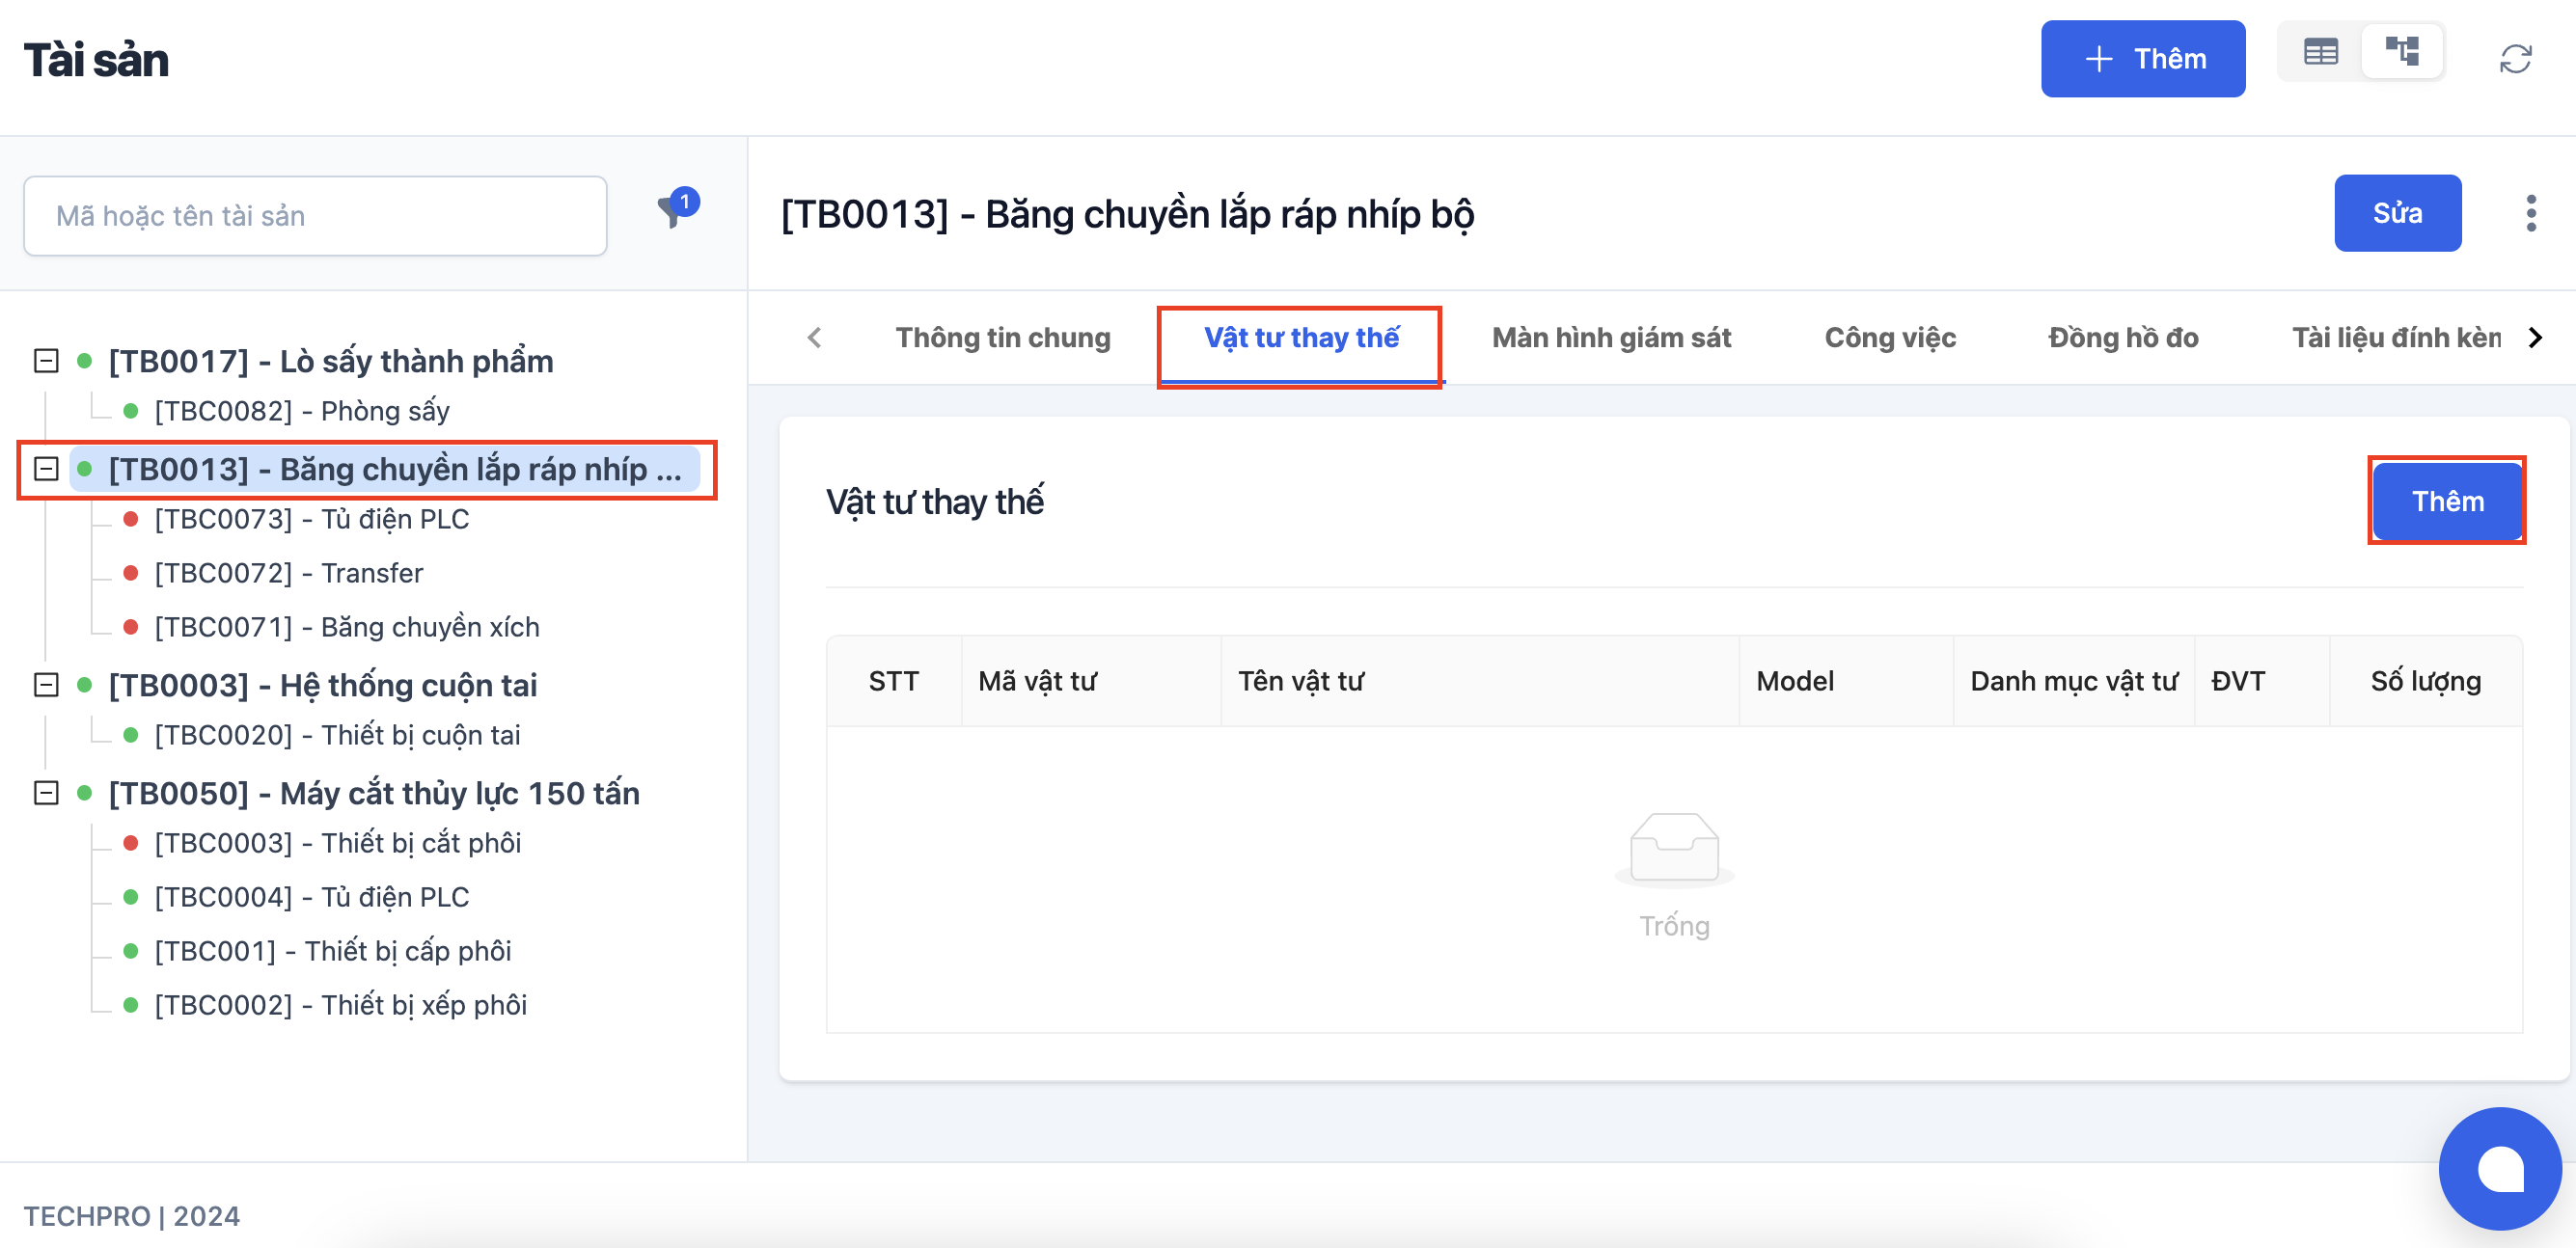 Tài sản
Thêm
Mã hoặc tên tài sản
1
[TB0017] - Lò sấy thành phẩm
[TBC0082] - Phòng sấy
[TB0013] - Băng chuyền lắp ráp nhíp ...
[TBC0073] - Tủ điện PLC
[TBC0072] - Transfer
[TBC0071] - Băng chuyền xích
[TB0003] - Hệ thống cuộn tai
[TBC0020] - Thiết bị cuộn tai
[TB0050] - Máy cắt thủy lực 150 tấn
[TBC0003] - Thiết bị cắt phôi
[TBC0004] - Tủ điện PLC
[TBC001] - Thiết bị cấp phôi
[TBC0002] - Thiết bị xếp phôi
[TB0013] - Băng chuyền lắp ráp nhíp bộ
Sửa
Thông tin chung Vật tư thay thế Màn hình giám sát Công việc Đồng hồ đo Tài liệu đính kèn
Vật tư thay thế
Thêm
STT Mã vật tư Tên vật tư Model Danh mục vật tư ĐVT Số lượng
Trống
TECHPRO | 2024